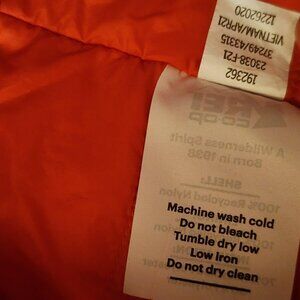 192362
23038-F21
37249/43315
VIETNAM/APR21
12262020
REI
co-op
A Wilderness Spirit
Born in 1938
SHELL:
100% Recycled Nylon
Machine wash cold
Do not bleach
Tumble dry low
Low iron
Do not dry clean